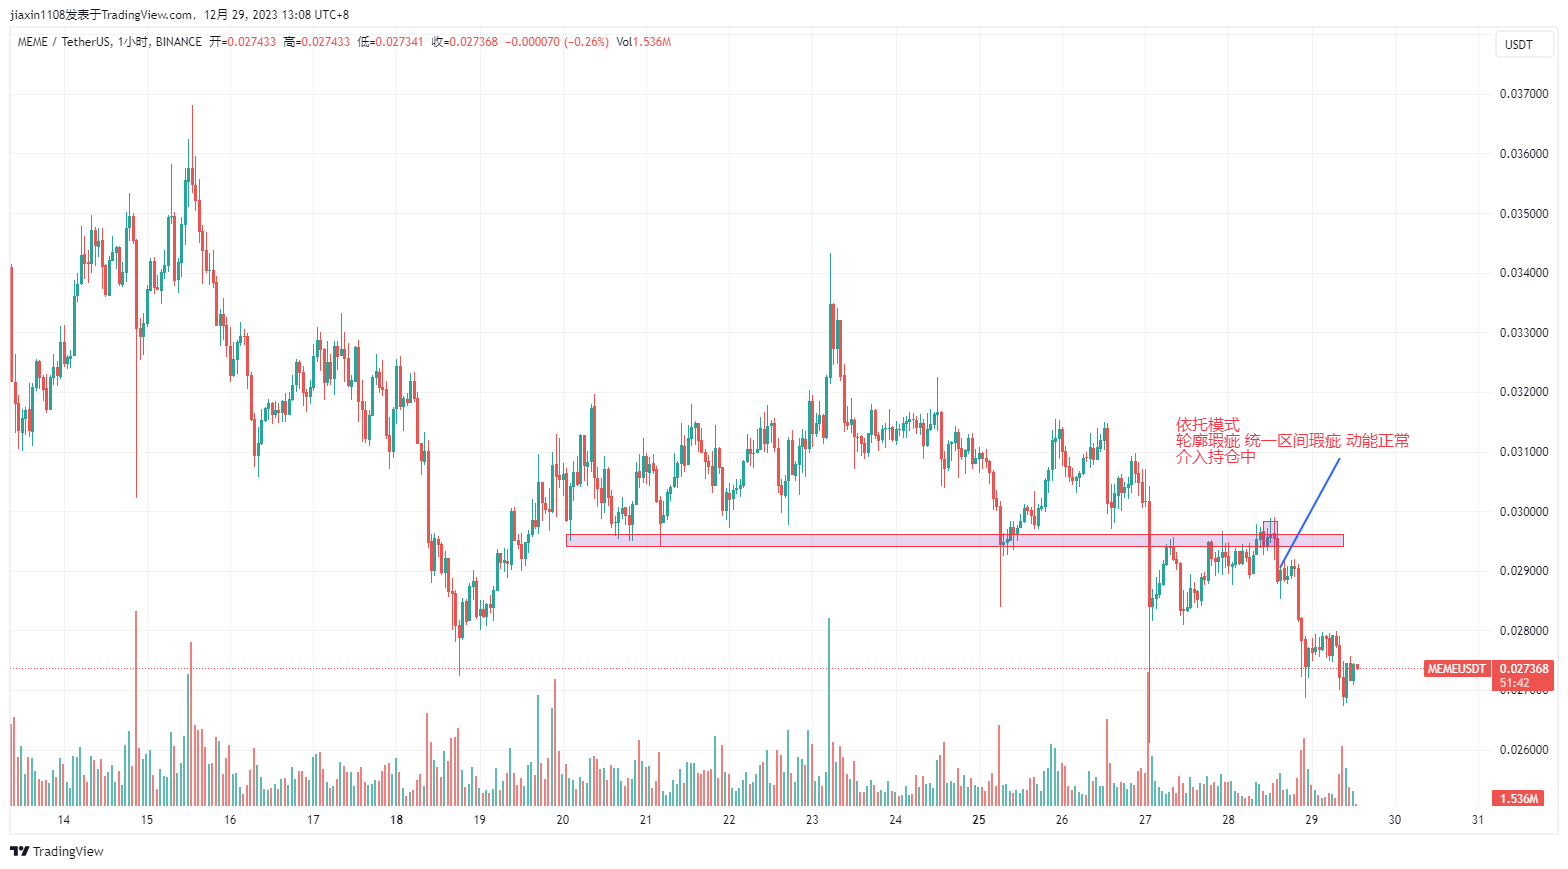 jiaxin1108发表于TradingView.com, 12月 29, 2023 13:08 UTC+8
MEME / TetherUS, 1小时, BINANCE 开=0.027433 高=0.027433 低=0.027341 收=0.027368 −0.000070 (−0.26%) Vol1.536M
USDT
0.037000
0.036000
0.035000
0.034000
0.033000
0.032000
0.031000
0.030000
0.029000
0.028000
0.027000
0.026000
依托模式
轮廓瑕疵 统一区间瑕疵 动能正常
介入持仓中
MEMEUSDT 0.027368
51:42
1.536M
14 15 16 17 18 19 20 21 22 23 24 25 26 27 28 29 30 31
TradingView